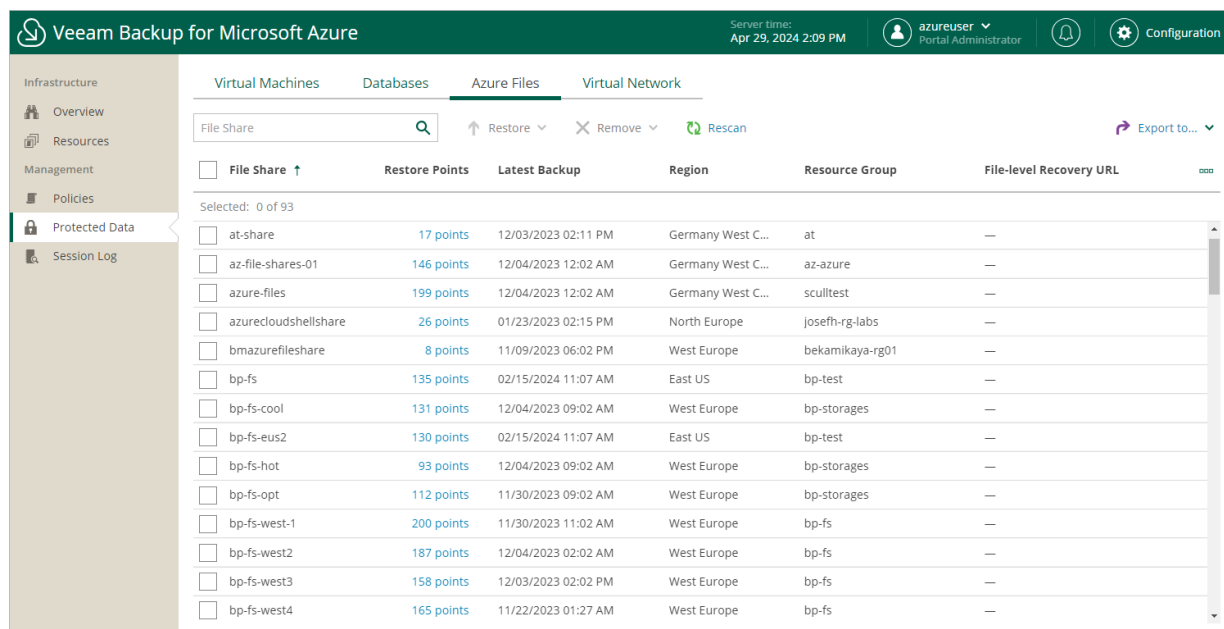 Veeam Backup for Microsoft Azure
Server time:
Apr 29, 2024 2:09 PM
azureuser
Portal Administrator
Configuration
Infrastructure
Overview
Resources
Management
Policies
Protected Data
Session Log
Virtual Machines Databases Azure Files Virtual Network
File Share Restore Remove Rescan Export to...
File Share Restore Points Latest Backup Region Resource Group File-level Recovery URL
Selected: 0 of 93
at-share 17 points 12/03/2023 02:11 PM Germany West C... at —
az-file-shares-01 146 points 12/04/2023 12:02 AM Germany West C... az-azure —
azure-files 199 points 12/04/2023 12:02 AM Germany West C... sculltest —
azurecloudshellshare 26 points 01/23/2023 02:15 PM North Europe josefh-rg-labs —
bmazurefileshare 8 points 11/09/2023 06:02 PM West Europe bekamikaya-rg01 —
bp-fs 135 points 02/15/2024 11:07 AM East US bp-test —
bp-fs-cool 131 points 12/04/2023 09:02 AM West Europe bp-storages —
bp-fs-eus2 130 points 02/15/2024 11:07 AM East US bp-test —
bp-fs-hot 93 points 12/04/2023 09:02 AM West Europe bp-storages —
bp-fs-opt 112 points 11/30/2023 09:02 AM West Europe bp-storages —
bp-fs-west-1 200 points 11/30/2023 11:02 AM West Europe bp-fs —
bp-fs-west2 187 points 12/04/2023 02:02 AM West Europe bp-fs —
bp-fs-west3 158 points 12/03/2023 02:02 PM West Europe bp-fs —
bp-fs-west4 165 points 11/22/2023 01:27 AM West Europe bp-fs —